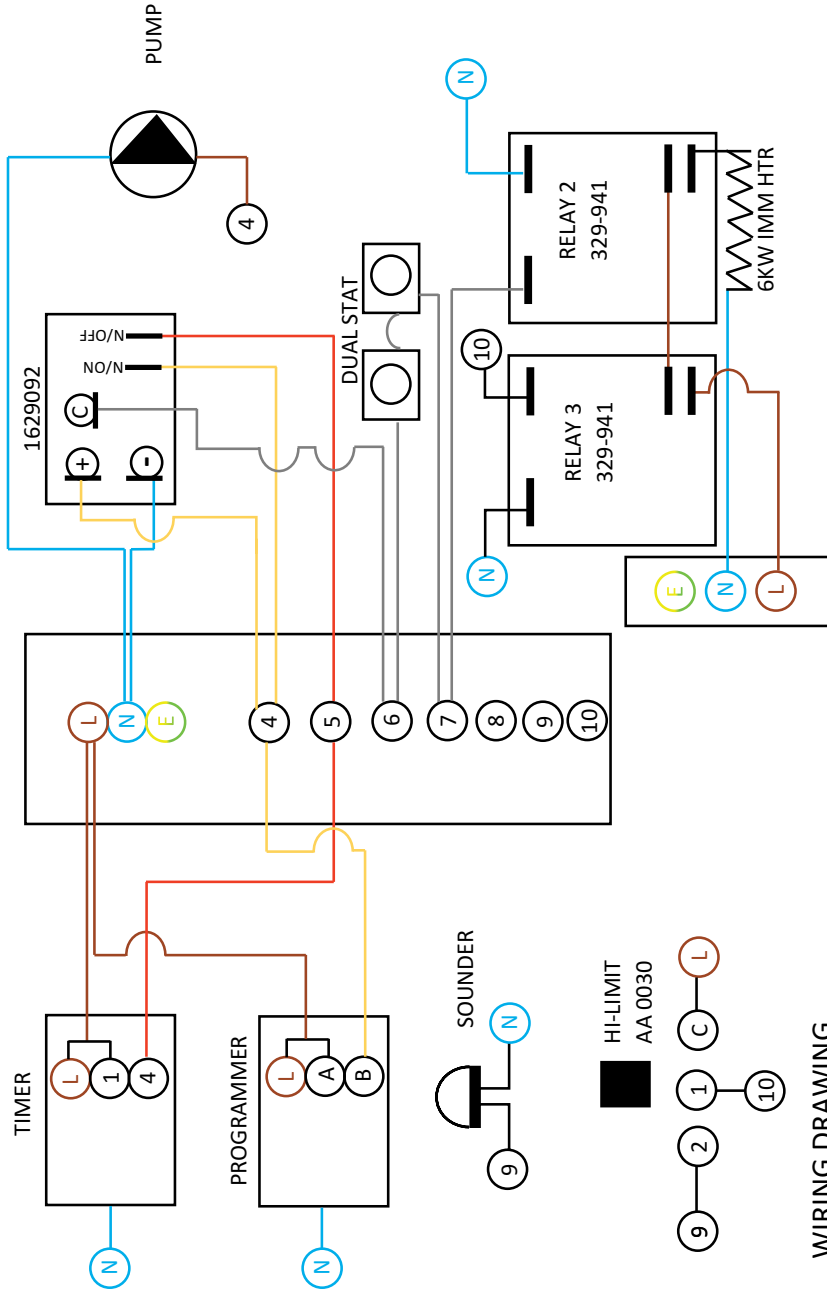 TIMER
L
1
4
N
PROGRAMMER
L
A
B
N
SOUNDER
9
N
HI-LIMIT
AA 0030
9
2
1
C
L
10
WIRING DRAWING
L
N
E
4
5
6
7
8
9
10
1629092
+
-
C
N/ON
N/OFF
PUMP
4
DUAL STAT
RELAY 3
329-941
N
10
RELAY 2
329-941
N
6KW IMM HTR
E
N
L